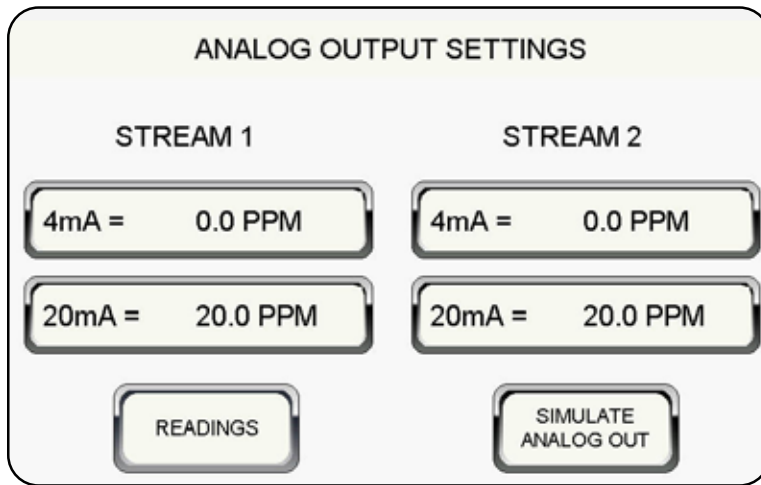 ANALOG OUTPUT SETTINGS
STREAM 1
STREAM 2
4mA = 0.0 PPM
4mA = 0.0 PPM
20mA = 20.0 PPM
20mA = 20.0 PPM
READINGS
SIMULATE
ANALOG OUT